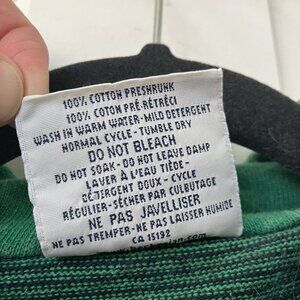 100% COTTON PRESHRUNK
100% COTON PRÉ-RÉTRÉCI
WASH IN WARM WATER-MILD DETERGENT
NORMAL CYCLE - TUMBLE DRY
DO NOT BLEACH
DO NOT SOAK - DO NOT LEAVE DAMP
LAVER À L'EAU TIÈDE -
DÉTERGENT DOUX - CYCLE
RÉGULIER - SÉCHER PAR CULBUTAGE
NE PAS JAVELLISER
NE PAS TREMPER - NE PAS LAISSER HUMIDE
CA 15192